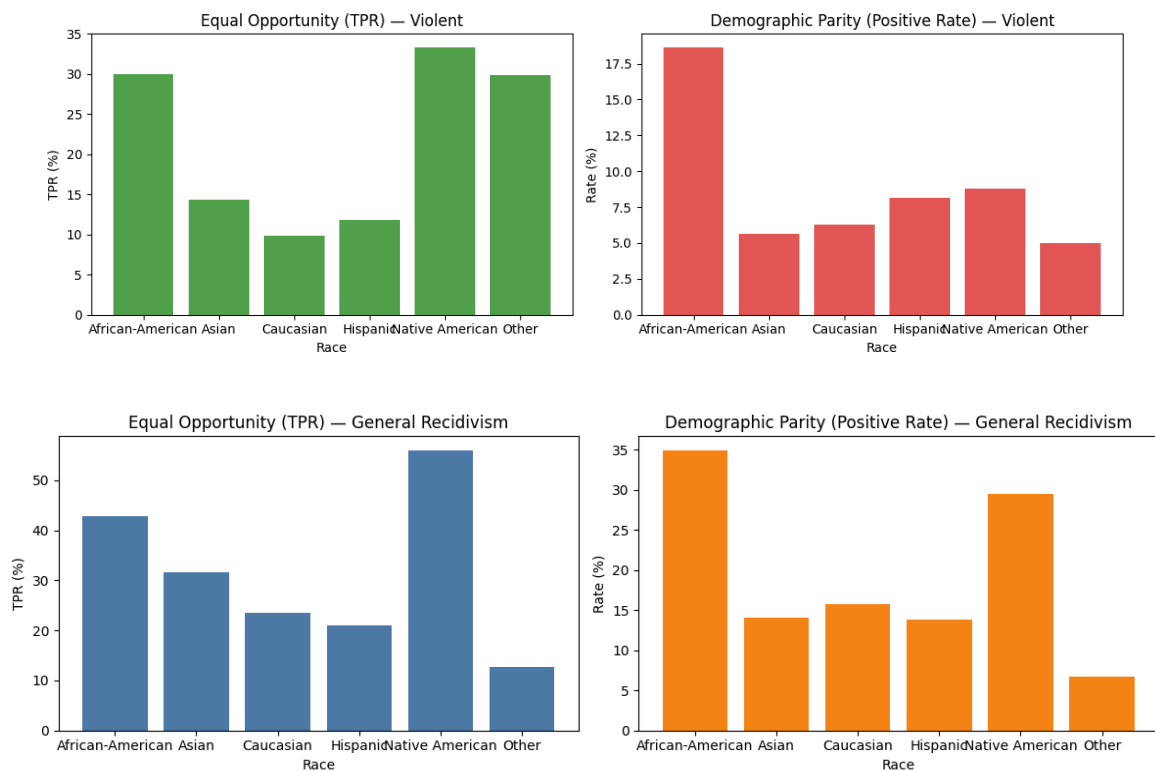 Equal Opportunity (TPR) — Violent
TPR (%)
35
30
25
20
15
10
5
0
African-American Asian Caucasian Hispanic Native American Other
Race
Demographic Parity (Positive Rate) — Violent
Rate (%)
17.5
15.0
12.5
10.0
7.5
5.0
2.5
0.0
African-American Asian Caucasian Hispanic Native American Other
Race
Equal Opportunity (TPR) — General Recidivism
TPR (%)
50
40
30
20
10
0
African-American Asian Caucasian Hispanic Native American Other
Race
Demographic Parity (Positive Rate) — General Recidivism
Rate (%)
35
30
25
20
15
10
5
0
African-American Asian Caucasian Hispanic Native American Other
Race